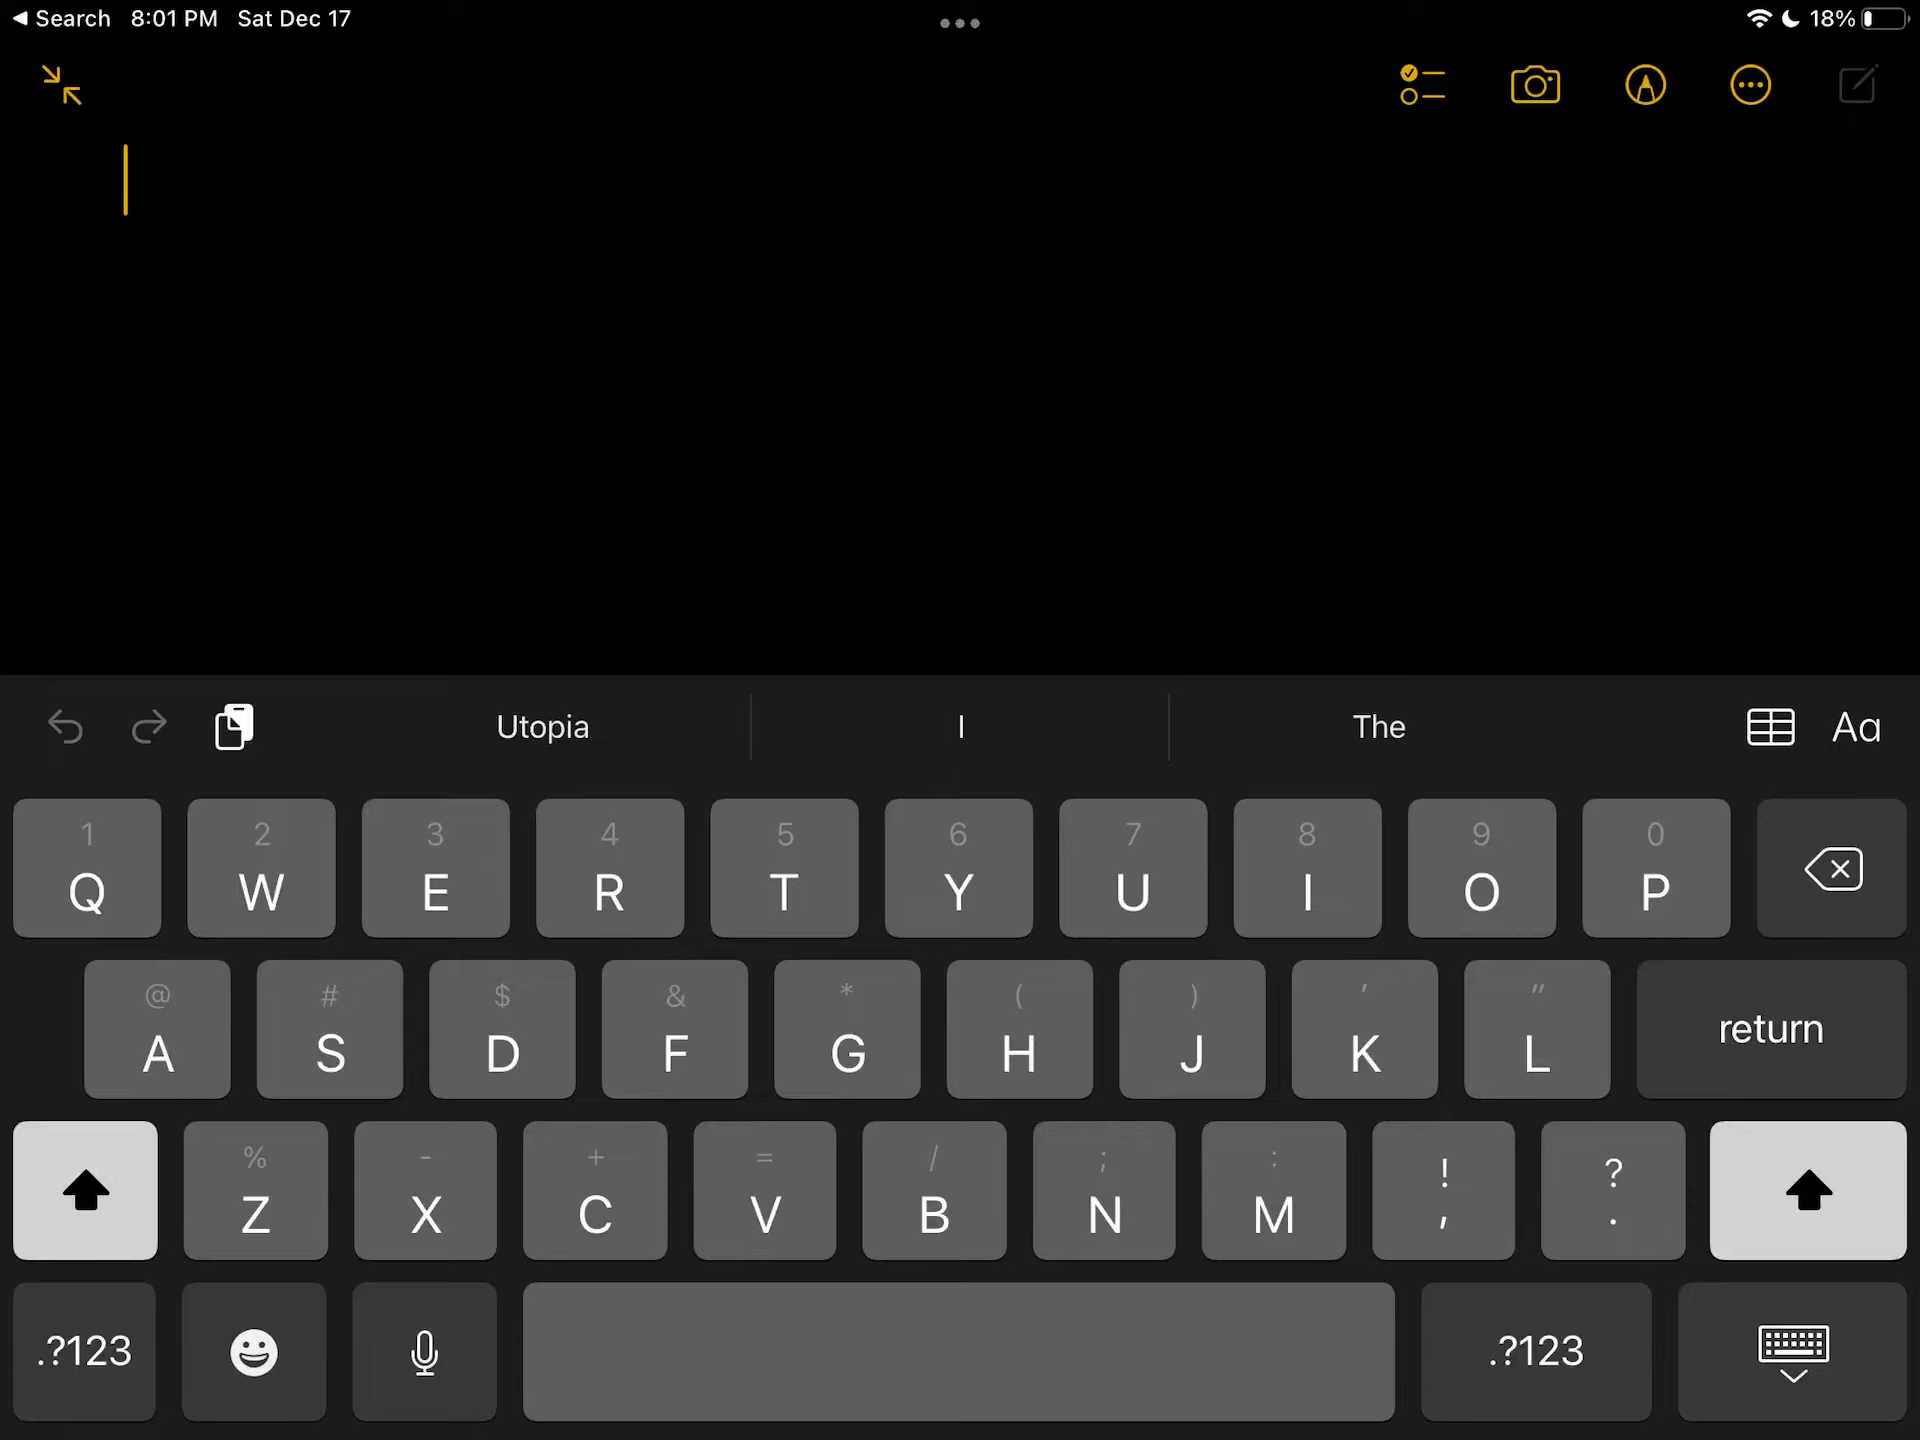 Search 8:01 PM Sat Dec 17
18%
Utopia I The
Aa
1 2 3 4 5 6 7 8 9 0
Q W E R T Y U I O P
@ # $ & * ( ) ' "
A S D F G H J K L return
% - + = / ; : ! ?
Z X C V B N M , .
.?123 .?123